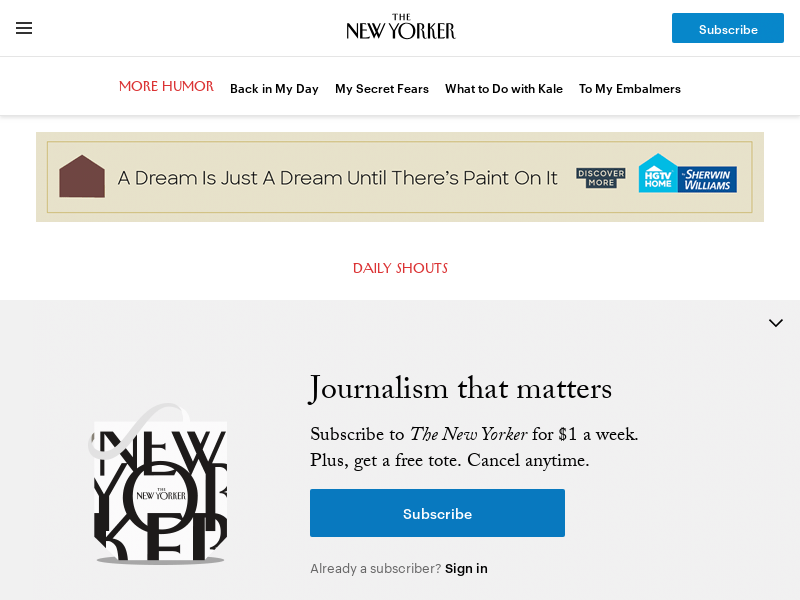 THE
NEW YORKER
Subscribe
MORE HUMOR Back in My Day My Secret Fears What to Do with Kale To My Embalmers
A Dream Is Just A Dream Until There's Paint On It
DISCOVER
MORE
HGTV
HOME
SHERWIN
WILLIAMS
DAILY SHOUTS
Journalism that matters
Subscribe to The New Yorker for $1 a week.
Plus, get a free tote. Cancel anytime.
NEW
YOR
KER
THE
NEW YORKER
Subscribe
Already a subscriber? Sign in